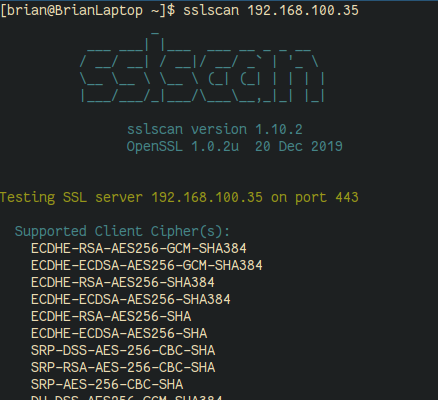 [brian@BrianLaptop ~]$ sslscan 192.168.100.35
sslscan
sslscan version 1.10.2
OpenSSL 1.0.2u  20 Dec 2019
Testing SSL server 192.168.100.35 on port 443
Supported Client Cipher(s):
ECDHE-RSA-AES256-GCM-SHA384
ECDHE-ECDSA-AES256-GCM-SHA384
ECDHE-RSA-AES256-SHA384
ECDHE-ECDSA-AES256-SHA384
ECDHE-RSA-AES256-SHA
ECDHE-ECDSA-AES256-SHA
SRP-DSS-AES-256-CBC-SHA
SRP-RSA-AES-256-CBC-SHA
SRP-AES-256-CBC-SHA
DH-DSS-AES256-GCM-SHA384